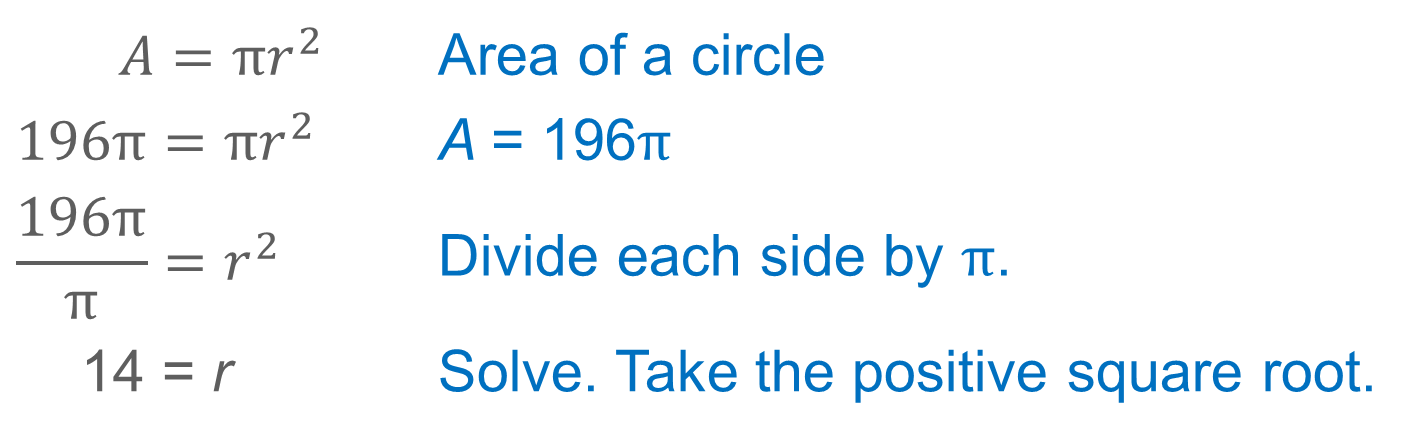 A = πr² Area of a circle
196π = πr² A = 196π
196π/π = r² Divide each side by π.
14 = r Solve. Take the positive square root.